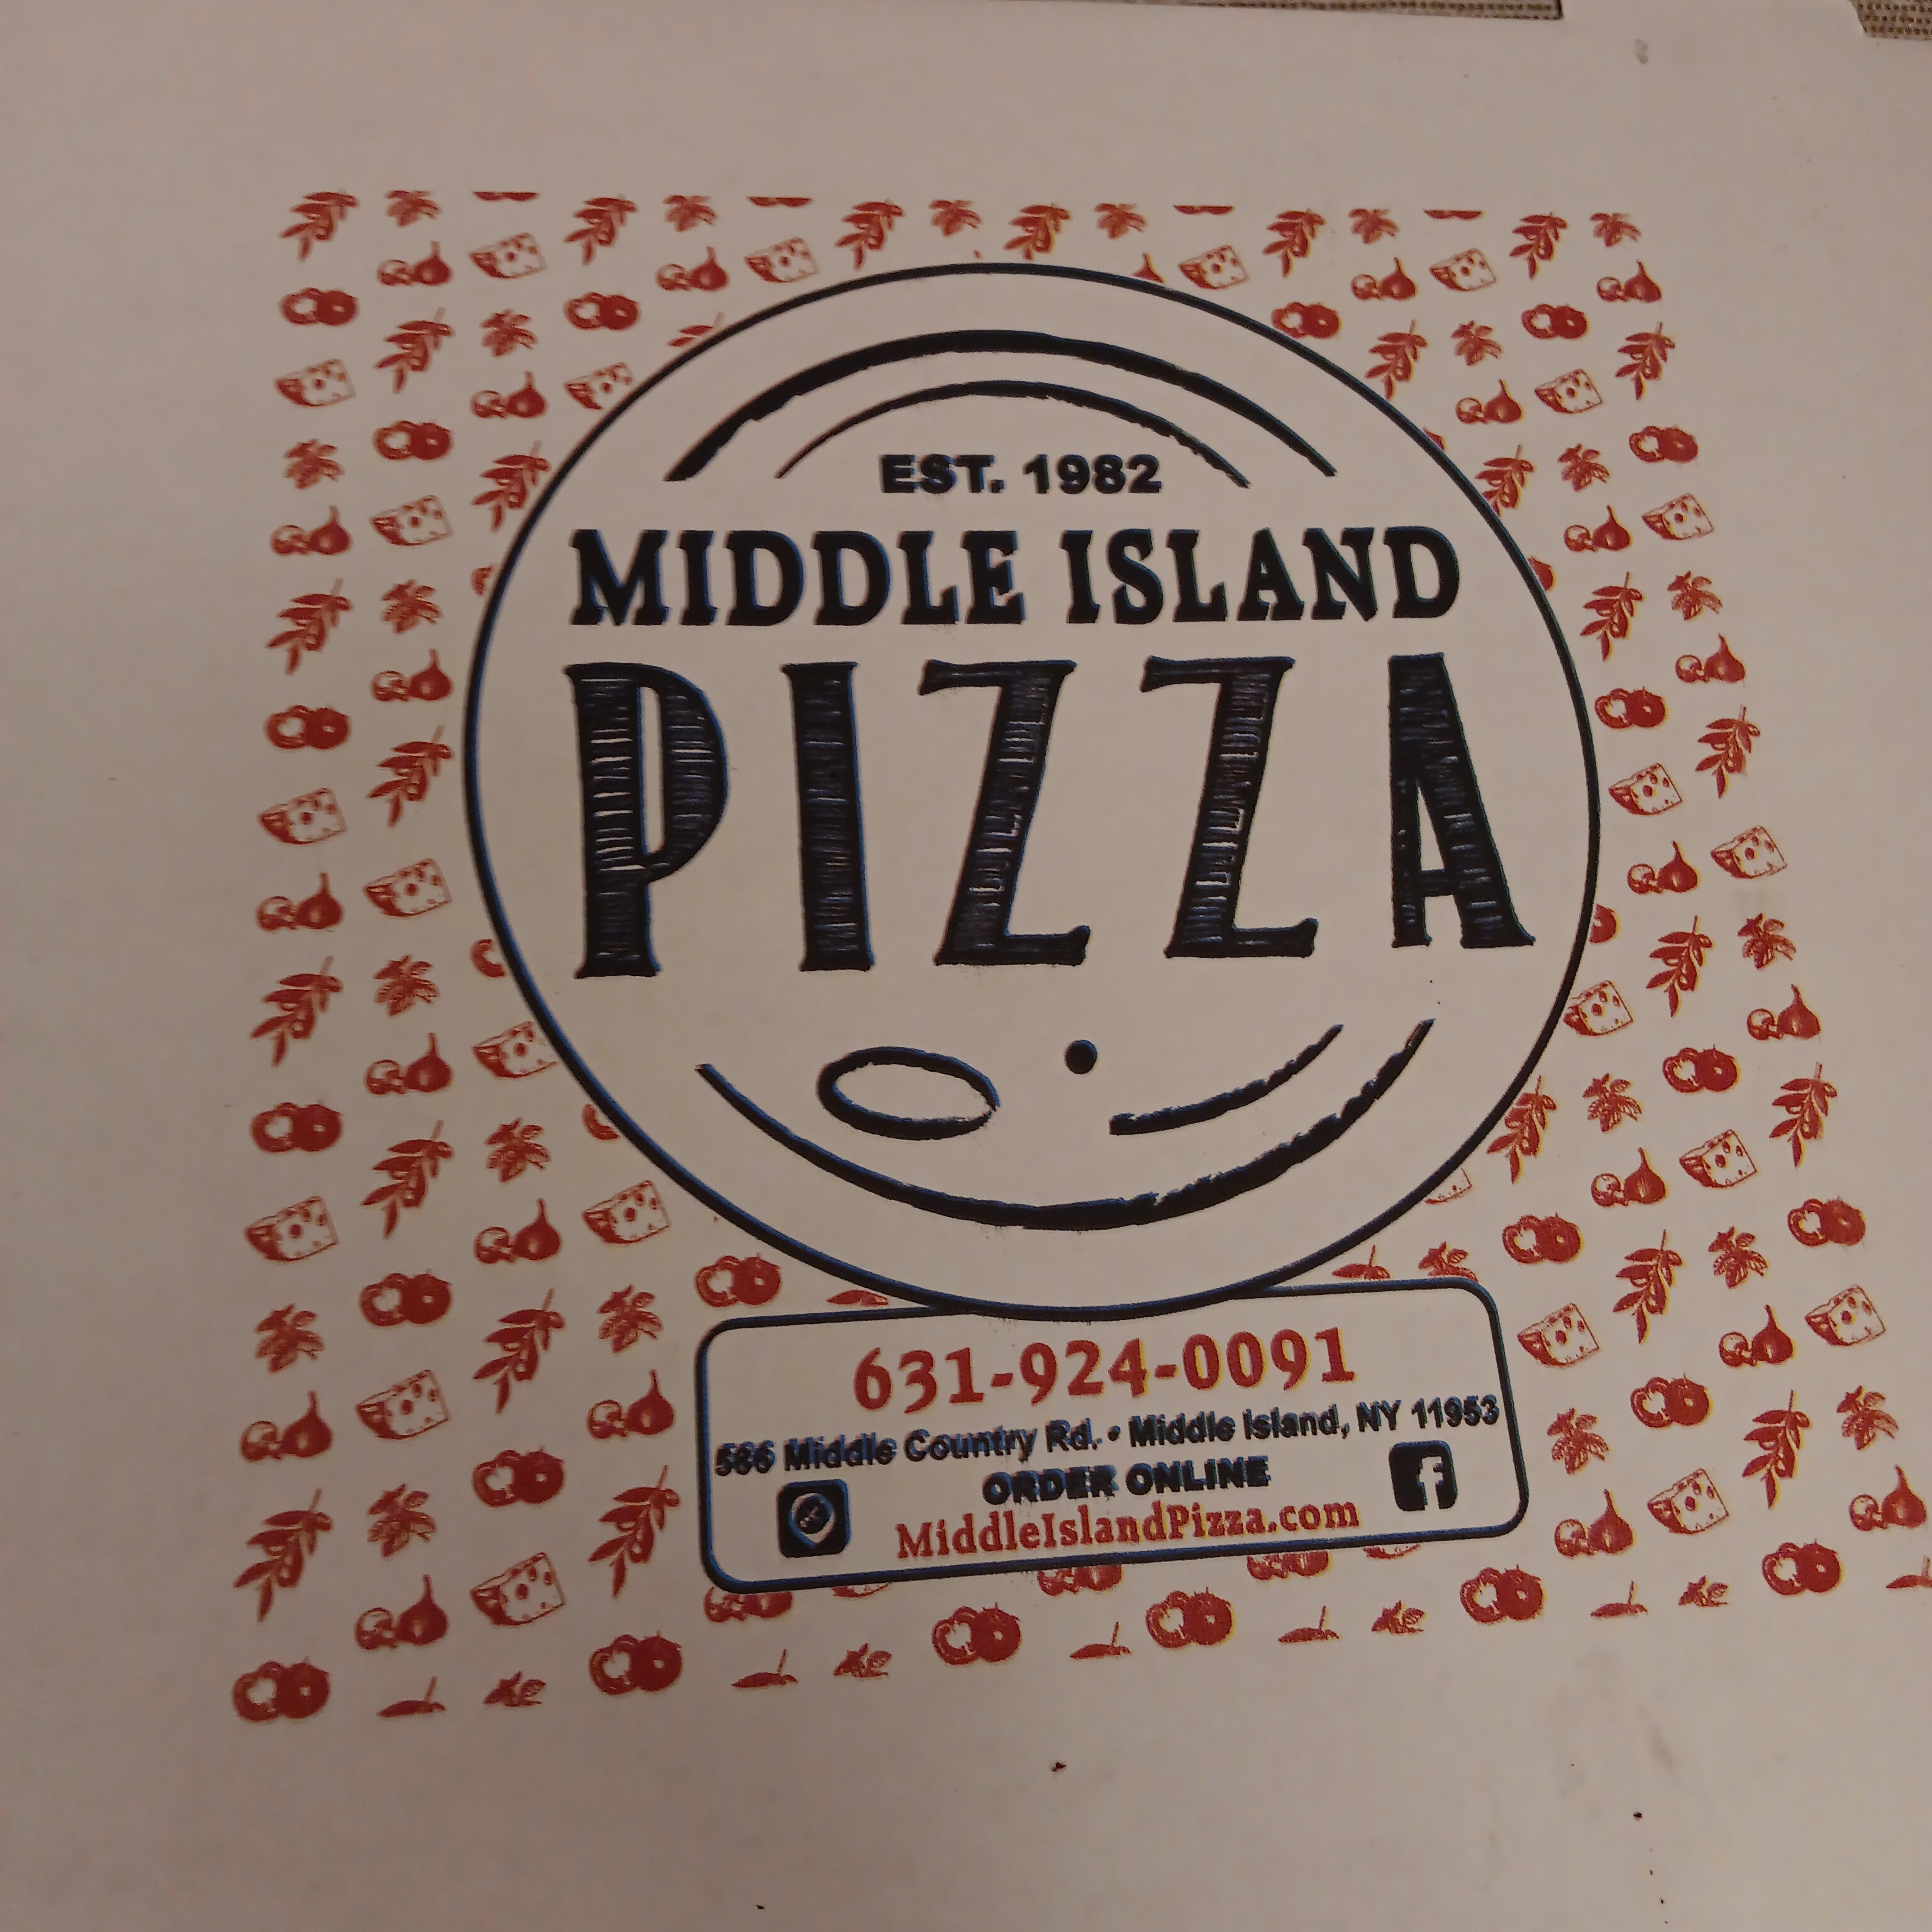 EST. 1982
MIDDLE ISLAND
PIZZA
631-924-0091
586 Middle Country Rd. • Middle Island, NY 11953
ORDER ONLINE
MiddleIslandPizza.com